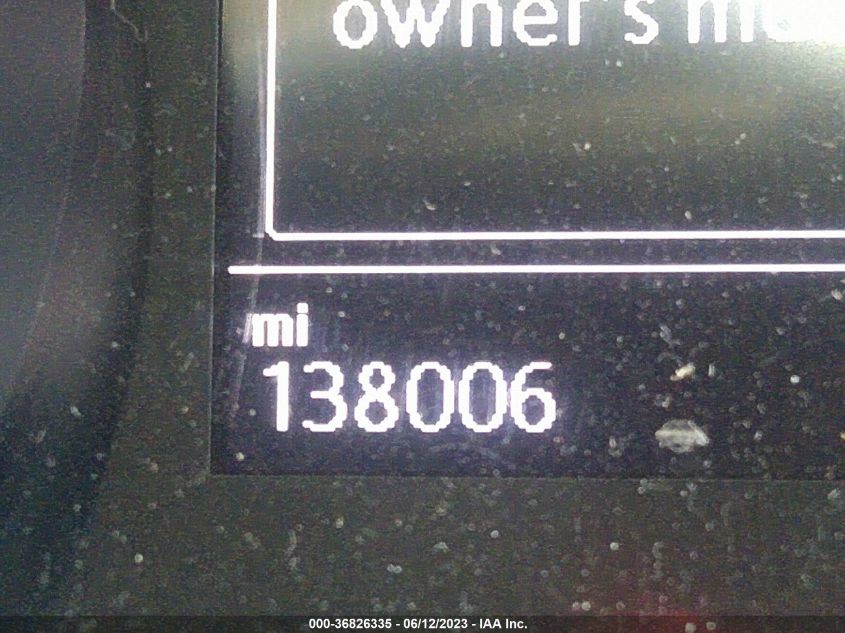 owner's
mi
138006
000-36826335 - 06/12/2023 - IAA Inc.